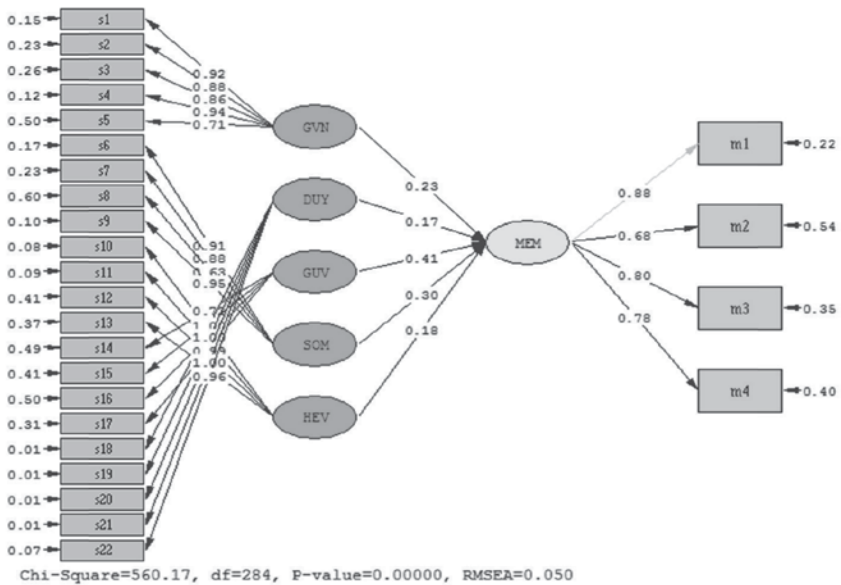 0.15 s1
0.23 s2
0.26 s3
0.12 s4
0.50 s5
0.17 s6
0.23 s7
0.60 s8
0.10 s9
0.08 s10
0.09 s11
0.41 s12
0.37 s13
0.49 s14
0.41 s15
0.50 s16
0.31 s17
0.01 s18
0.01 s19
0.01 s20
0.01 s21
0.07 s22
0.92
0.88
0.86
0.94
0.71
0.91
0.88
0.63
0.95
1.00
0.96
GVN
DUY
GUV
SOM
HEV
0.23
0.17
0.41
0.30
0.18
MEM
0.88
0.68
0.80
0.78
m1 0.22
m2 0.54
m3 0.35
m4 0.40
Chi-Square=560.17, df=284, P-value=0.00000, RMSEA=0.050